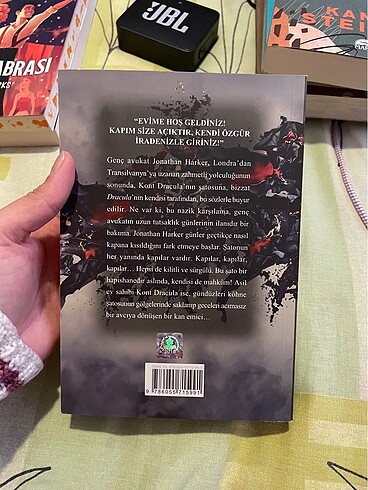 JBL
ABRASI
KAN
STE
"EVİME HOŞ GELDİNİZ!
KAPIM SİZE AÇIKTIR, KENDİ ÖZGÜR
İRADENİZLE GİRİNİZ!"
Genç avukat Jonathan Harker, Londra'dan
Transilvanya'ya uzanan zahmetli yolculuğunun
sonunda, Kont Dracula'nın şatosuna, bizzat
Dracula'nın kendisi tarafından, bu sözlerle buyur
edilir. Ne var ki, bu nazik karşılama, genç
avukatın uzun tutsaklık günlerinin ilanıdır bir
bakıma. Jonathan Harker günler geçtikçe nasıl
kapana kısıldığını fark etmeye başlar. Şatonun
her yanında kapılar vardır. Kapılar, kapılar,
kapılar... Hepsi de kilitli ve sürgülü. Bu şato bir
hapishanedir aslında, kendisi de mahkûm! Asıl
ev sahibi Kont Dracula ise, gündüzleri köhne
şatosunun gölgelerinde saklanıp geceleri acımasız
bir avcıya dönüşen bir kan emici...
9 786055 715991